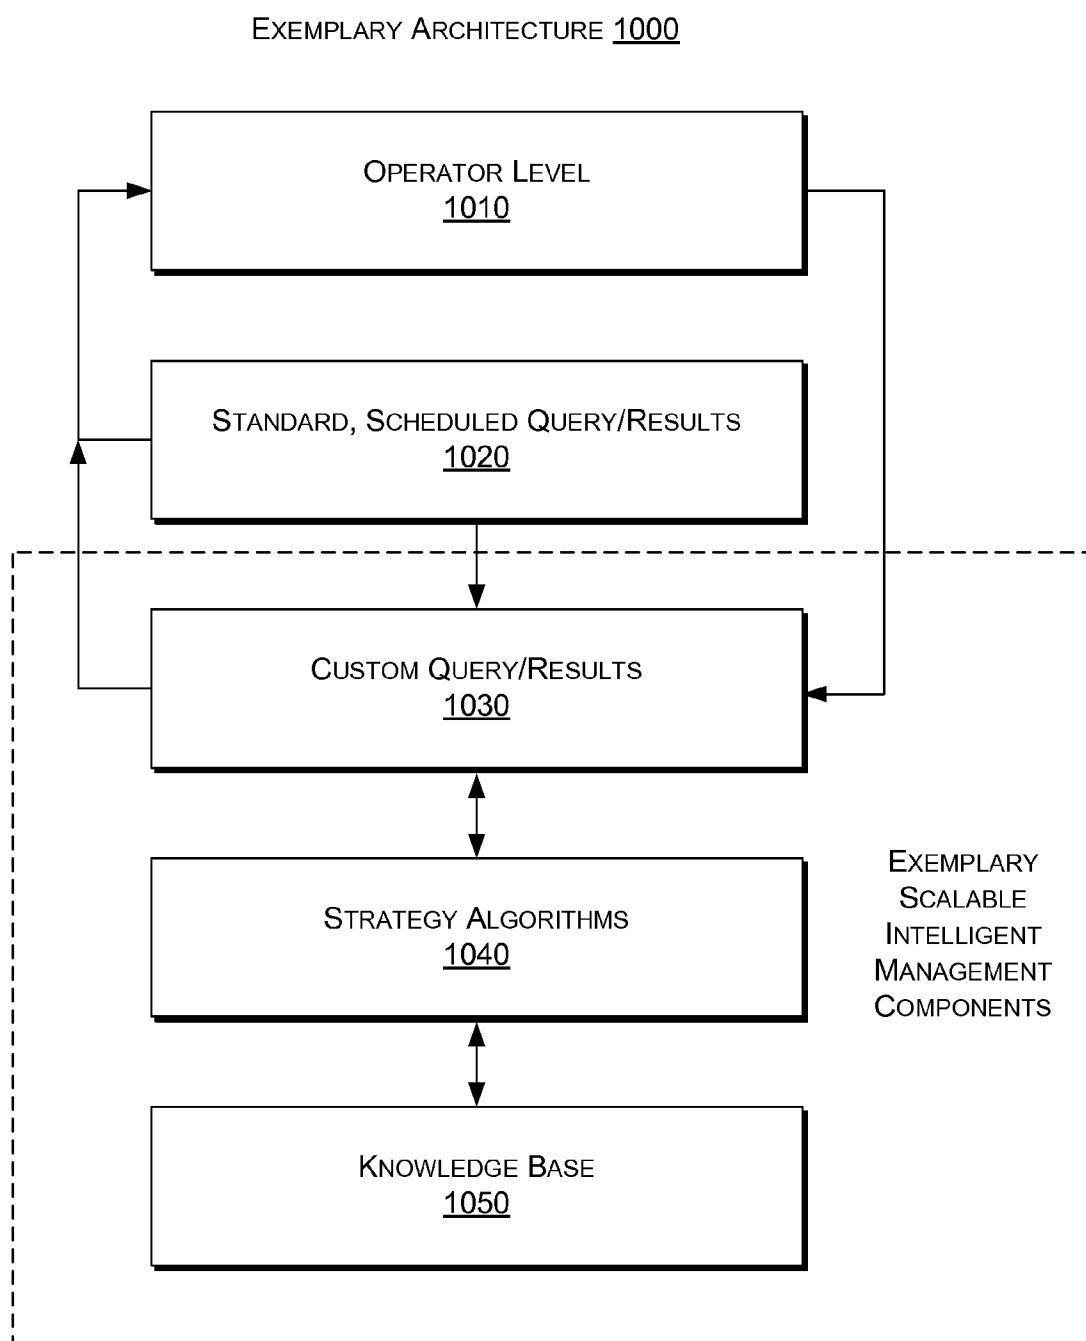 Exemplary Architecture 1000
Operator Level
1010
Standard, Scheduled Query/Results
1020
Custom Query/Results
1030
Strategy Algorithms
1040
Exemplary
Scalable
Intelligent
Management
Components
Knowledge Base
1050